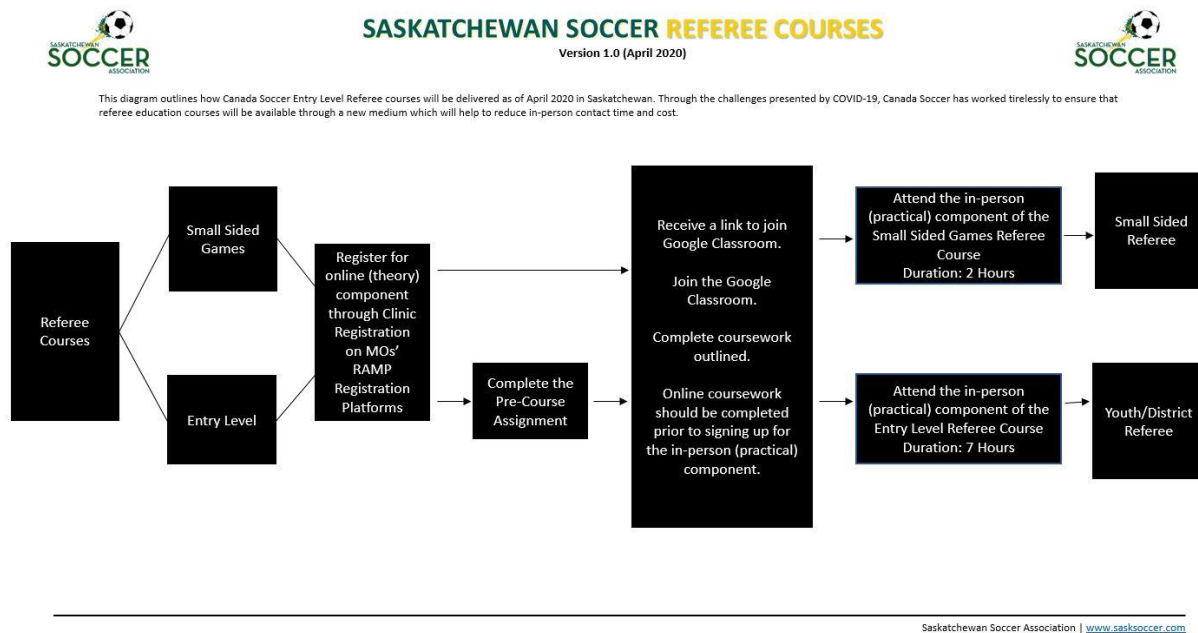 SASKATCHEWAN
SOCCER
ASSOCIATION
SASKATCHEWAN SOCCER REFEREE COURSES
Version 1.0 (April 2020)
SASKATCHEWAN
SOCCER
ASSOCIATION
This diagram outlines how Canada Soccer Entry Level Referee courses will be delivered as of April 2020 in Saskatchewan. Through the challenges presented by COVID-19, Canada Soccer has worked tirelessly to ensure that
referee education courses will be available through a new medium which will help to reduce in-person contact time and cost.
Referee
Courses
Small Sided
Games
Entry Level
Register for
online (theory)
component
through Clinic
Registration
on MOs’
RAMP
Registration
Platforms
Complete the
Pre-Course
Assignment
Receive a link to join
Google Classroom.
Join the Google
Classroom.
Complete coursework
outlined.
Online coursework
should be completed
prior to signing up for
the in-person (practical)
component.
Attend the in-person
(practical) component of the
Small Sided Games Referee
Course
Duration: 2 Hours
Small Sided
Referee
Attend the in-person
(practical) component of the
Entry Level Referee Course
Duration: 7 Hours
Youth/District
Referee
Saskatchewan Soccer Association | www.sasksoccer.com